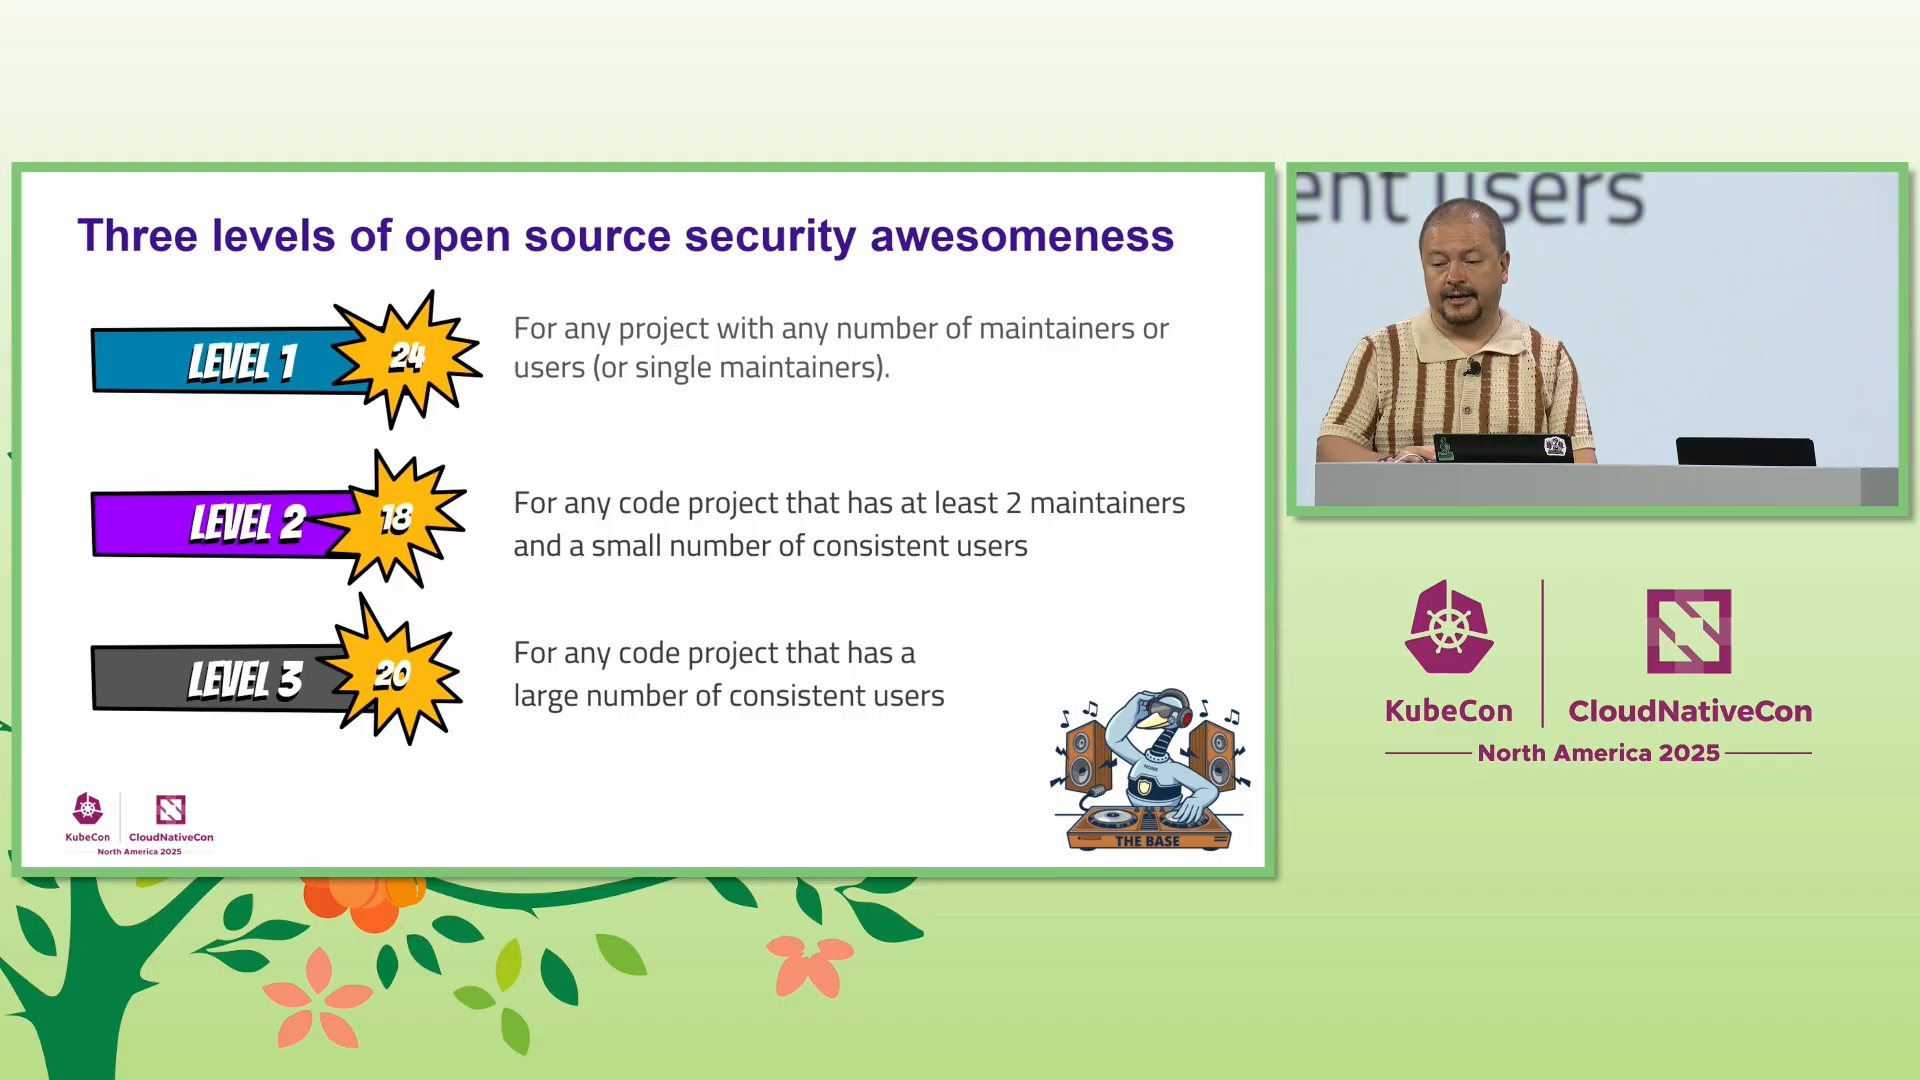 Three levels of open source security awesomeness
LEVEL 1
24
For any project with any number of maintainers or
users (or single maintainers).
LEVEL 2
18
For any code project that has at least 2 maintainers
and a small number of consistent users
LEVEL 3
20
For any code project that has a
large number of consistent users
HONK
THE BASE
KubeCon
CloudNativeCon
North America 2025
ent users
KubeCon
CloudNativeCon
North America 2025